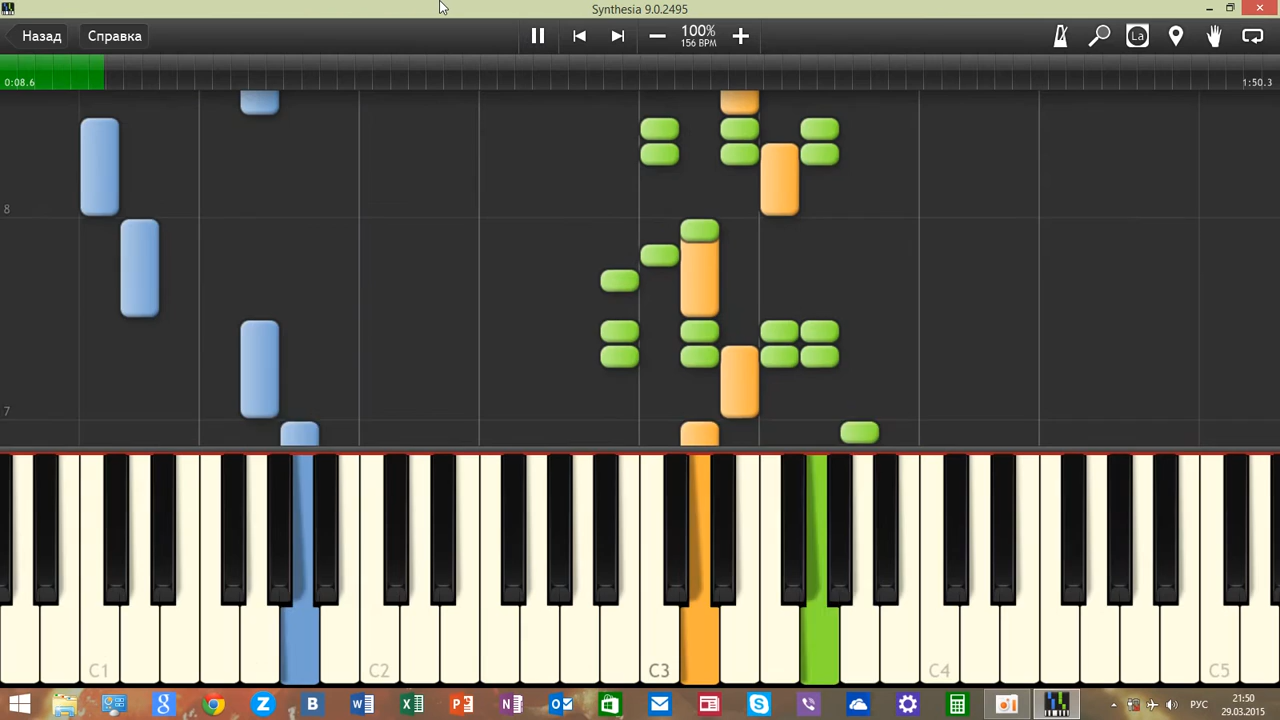 Synthesia 9.0.2495
Назад
Справка
100%
156 BPM
La
0:08.6
1:50.3
8
7
C1
C2
C3
C4
C5
РУС
21:50
29.03.2015